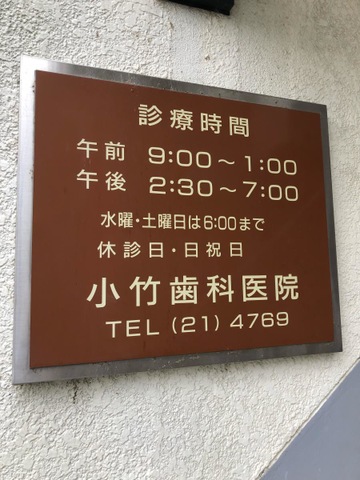 診療時間
午前 9:00～1:00
午後 2:30～7:00
水曜・土曜日は6:00まで
休診日・日祝日
小竹歯科医院
TEL (21) 4769